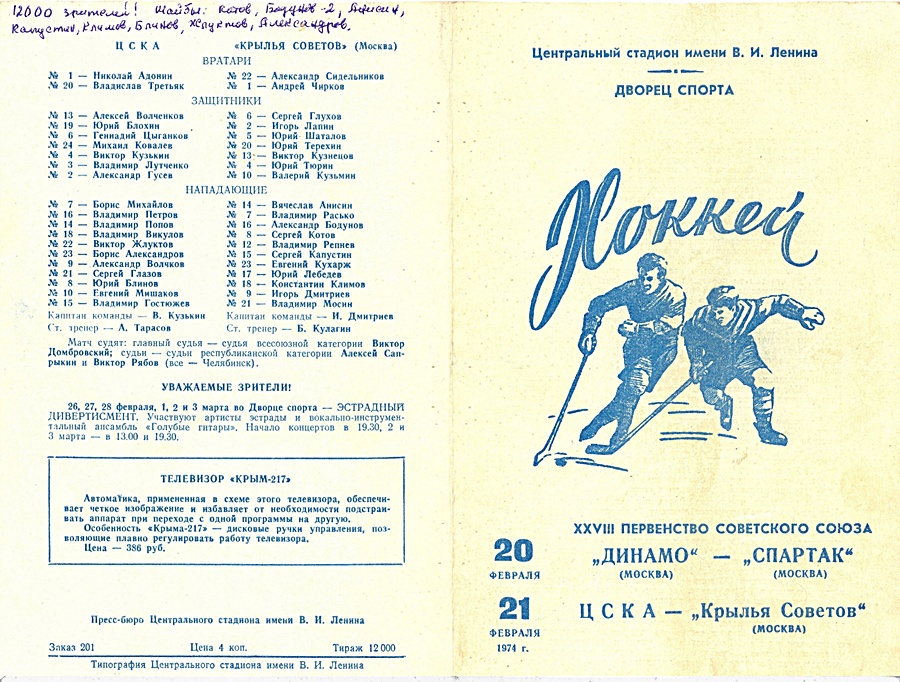 12000 зрителей! Шайбы: Котов, Бодунов-2, Анисин,
Капустин, Климов, Блинов, Жлуктов, Александров.
ЦСКА «КРЫЛЬЯ СОВЕТОВ» (Москва)
ВРАТАРИ
№ 1 — Николай Адонин № 22 — Александр Сидельников
№ 20 — Владислав Третьяк № 1 — Андрей Чирков
ЗАЩИТНИКИ
№ 13 — Алексей Волченков № 6 — Сергей Глухов
№ 19 — Юрий Блохин № 2 — Игорь Лапин
№ 6 — Геннадий Цыганков № 5 — Юрий Шаталов
№ 24 — Михаил Ковалев № 20 — Юрий Терехин
№ 4 — Виктор Кузькин № 13 — Виктор Кузнецов
№ 3 — Владимир Лутченко № 4 — Юрий Тюрин
№ 2 — Александр Гусев № 10 — Валерий Кузьмин
НАПАДАЮЩИЕ
№ 7 — Борис Михайлов № 14 — Вячеслав Анисин
№ 16 — Владимир Петров № 7 — Владимир Расько
№ 14 — Владимир Попов № 16 — Александр Бодунов
№ 18 — Владимир Викулов № 8 — Сергей Котов
№ 22 — Виктор Жлуктов № 12 — Владимир Репнев
№ 23 — Борис Александров № 15 — Сергей Капустин
№ 9 — Александр Волчков № 23 — Евгений Кухарж
№ 21 — Сергей Глазов № 17 — Юрий Лебедев
№ 8 — Юрий Блинов № 18 — Константин Климов
№ 10 — Евгений Мишаков № 9 — Игорь Дмитриев
№ 15 — Владимир Гостюжев № 21 — Владимир Мосин
Капитан команды — В. Кузькин Капитан команды — И. Дмитриев
Ст. тренер — А. Тарасов Ст. тренер — Б. Кулагин
Матч судят: главный судья — судья всесоюзной категории Виктор
Домбровский; судьи — судьи республиканской категории Алексей Сап-
рыкин и Виктор Рябов (все — Челябинск).
УВАЖАЕМЫЕ ЗРИТЕЛИ!
26, 27, 28 февраля, 1, 2 и 3 марта во Дворце спорта — ЭСТРАДНЫЙ
ДИВЕРТИСМЕНТ. Участвуют артисты эстрады и вокально-инструмен-
тальный ансамбль «Голубые гитары». Начало концертов в 19.30, 2 и
3 марта — в 13.00 и 19.30.
ТЕЛЕВИЗОР «КРЫМ-217»
Автоматика, примененная в схеме этого телевизора, обеспечи-
вает четкое изображение и избавляет от необходимости подстраи-
вать аппарат при переходе с одной программы на другую.
Особенность «Крыма-217» — дисковые ручки управления, поз-
воляющие плавно регулировать работу телевизора.
Цена — 386 руб.
Пресс-бюро Центрального стадиона имени В. И. Ленина
Заказ 201 Цена 4 коп. Тираж 12 000
Типография Центрального стадиона имени В. И. Ленина
Центральный стадион имени В. И. Ленина
ДВОРЕЦ СПОРТА
Хоккей
XXVIII ПЕРВЕНСТВО СОВЕТСКОГО СОЮЗА
20 ФЕВРАЛЯ „ДИНАМО“ — „СПАРТАК“
(МОСКВА) (МОСКВА)
21 ФЕВРАЛЯ 1974 г. ЦСКА — „Крылья Советов“
(МОСКВА)